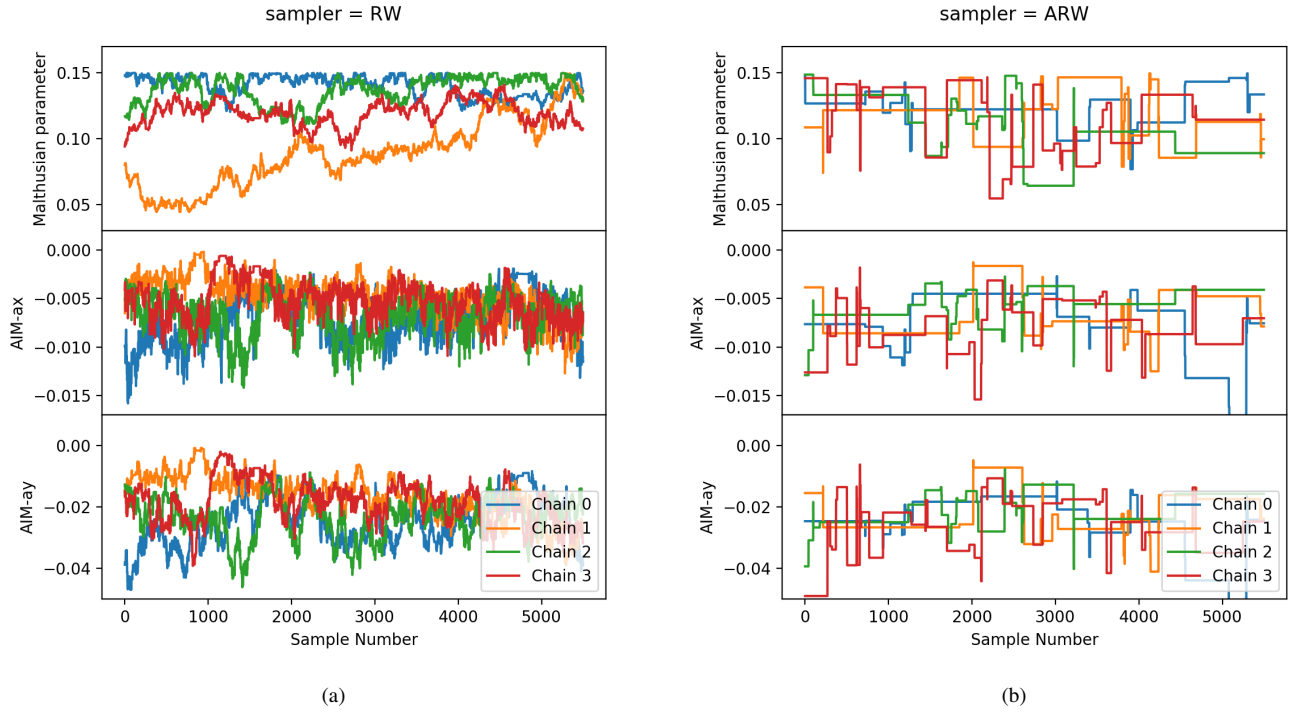 sampler = RW
0.15
0.10
0.05
Malthusian parameter
0.000
−0.005
−0.010
−0.015
AIM-ax
0.00
−0.02
−0.04
AIM-ay
Chain 0
Chain 1
Chain 2
Chain 3
0 1000 2000 3000 4000 5000
Sample Number
(a)
sampler = ARW
0.15
0.10
0.05
Malthusian parameter
0.000
−0.005
−0.010
−0.015
AIM-ax
0.00
−0.02
−0.04
AIM-ay
Chain 0
Chain 1
Chain 2
Chain 3
0 1000 2000 3000 4000 5000
Sample Number
(b)